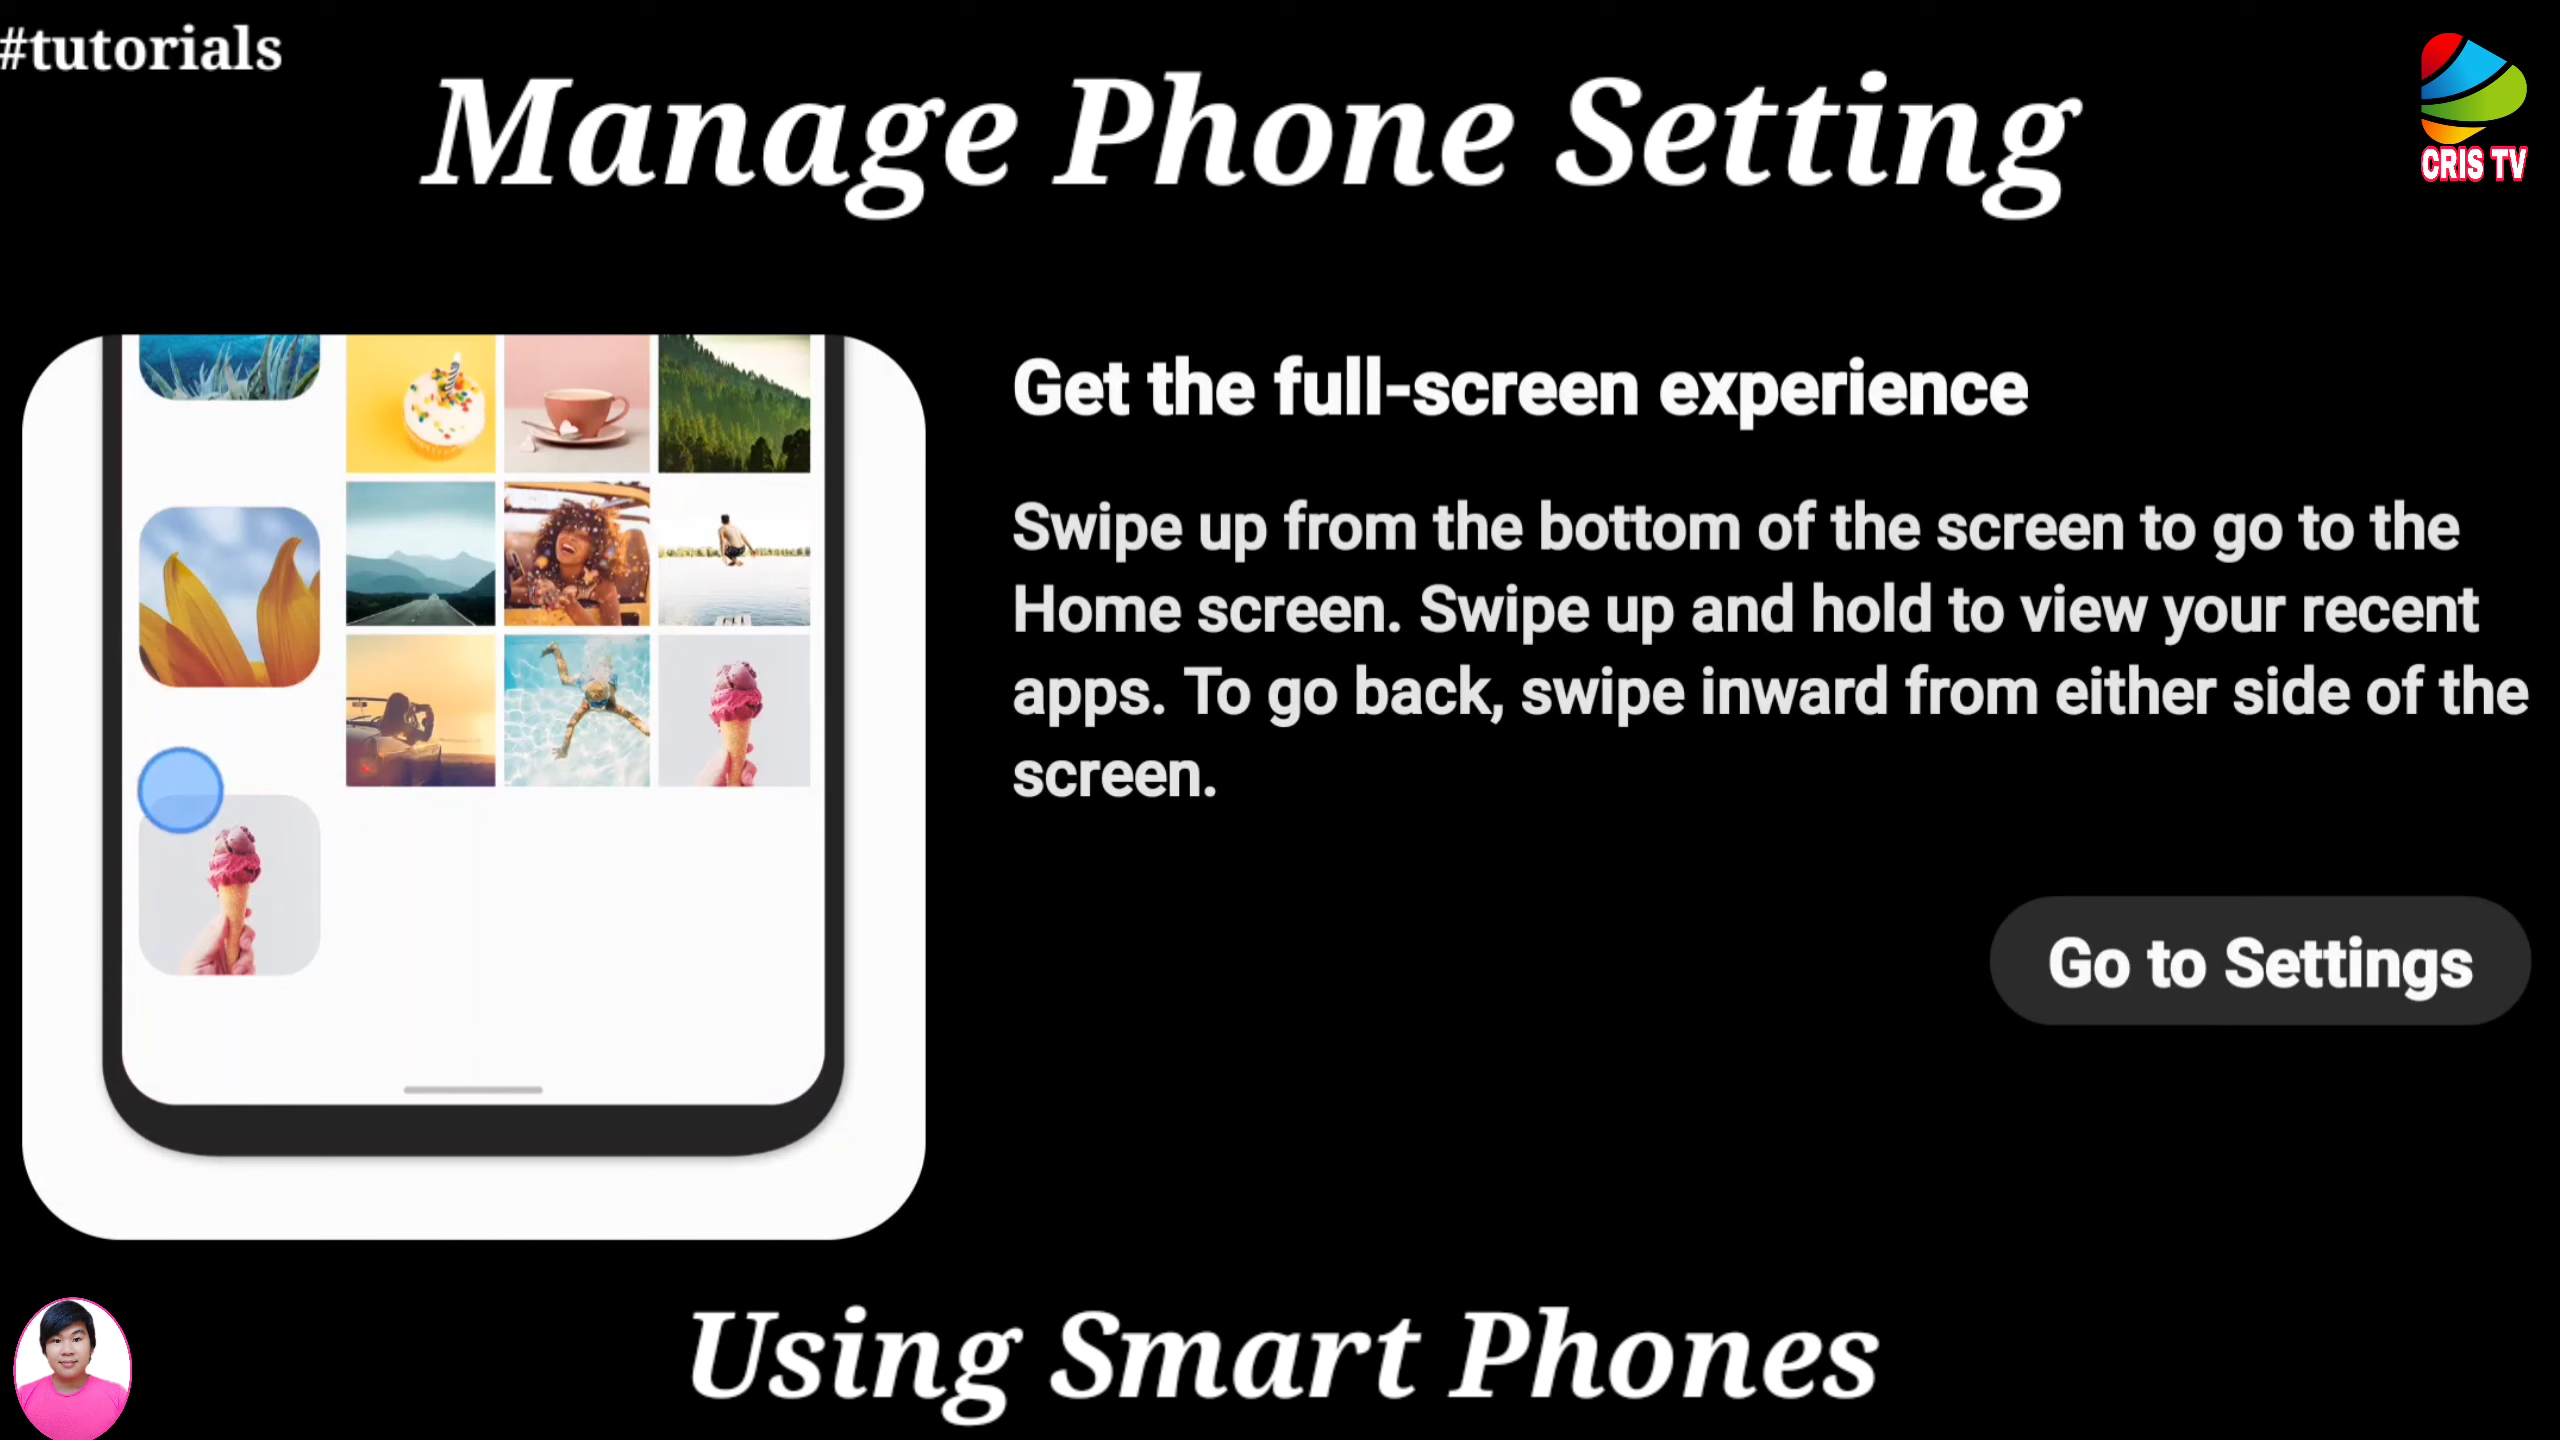 #tutorials
Manage Phone Setting
CRIS TV
Get the full-screen experience
Swipe up from the bottom of the screen to go to the
Home screen. Swipe up and hold to view your recent
apps. To go back, swipe inward from either side of the
screen.
Go to Settings
Using Smart Phones